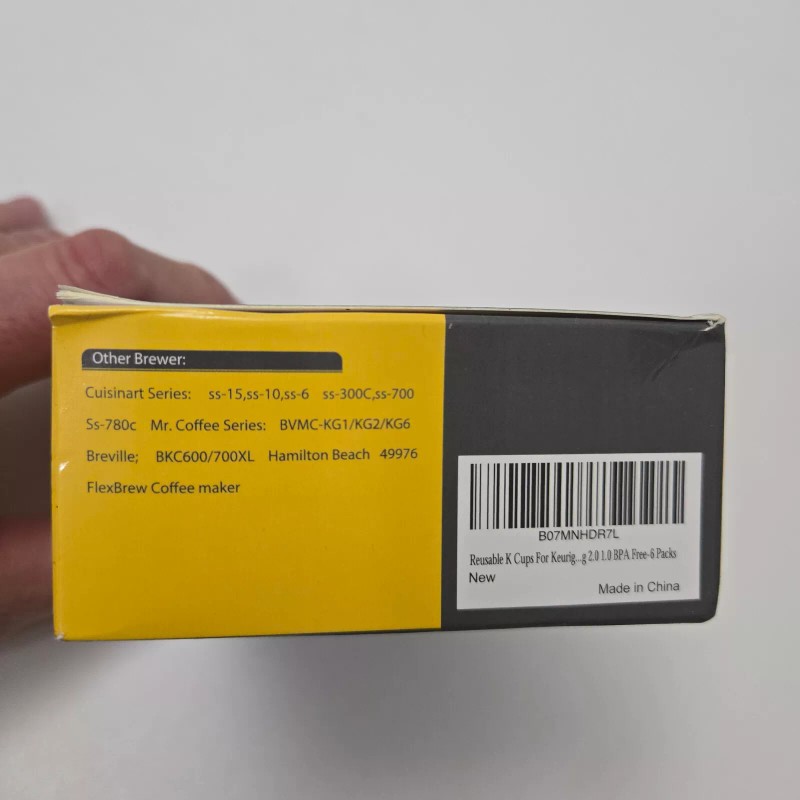 Other Brewer:
Cuisinart Series: ss-15,ss-10,ss-6 ss-300C,ss-700
Ss-780c Mr. Coffee Series: BVMC-KG1/KG2/KG6
Breville; BKC600/700XL Hamilton Beach 49976
FlexBrew Coffee maker
B07MNHDR7L
Reusable K Cups For Keurig...g 2.0 1.0 BPA Free-6 Packs
New
Made in China